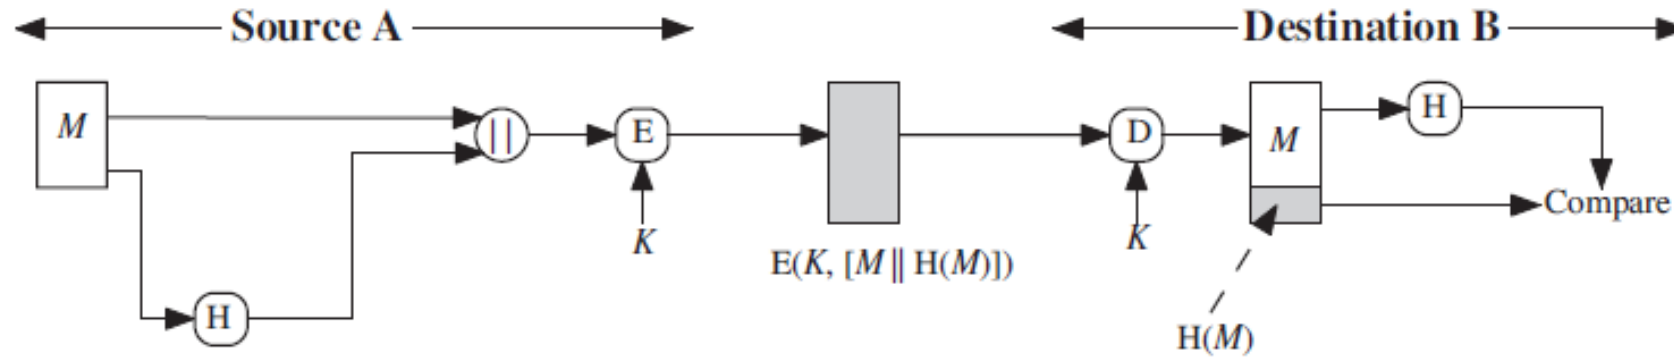 Source A
Destination B
M
||
E
D
M
H
K
K
Compare
E(K, [M || H(M)])
H
H(M)